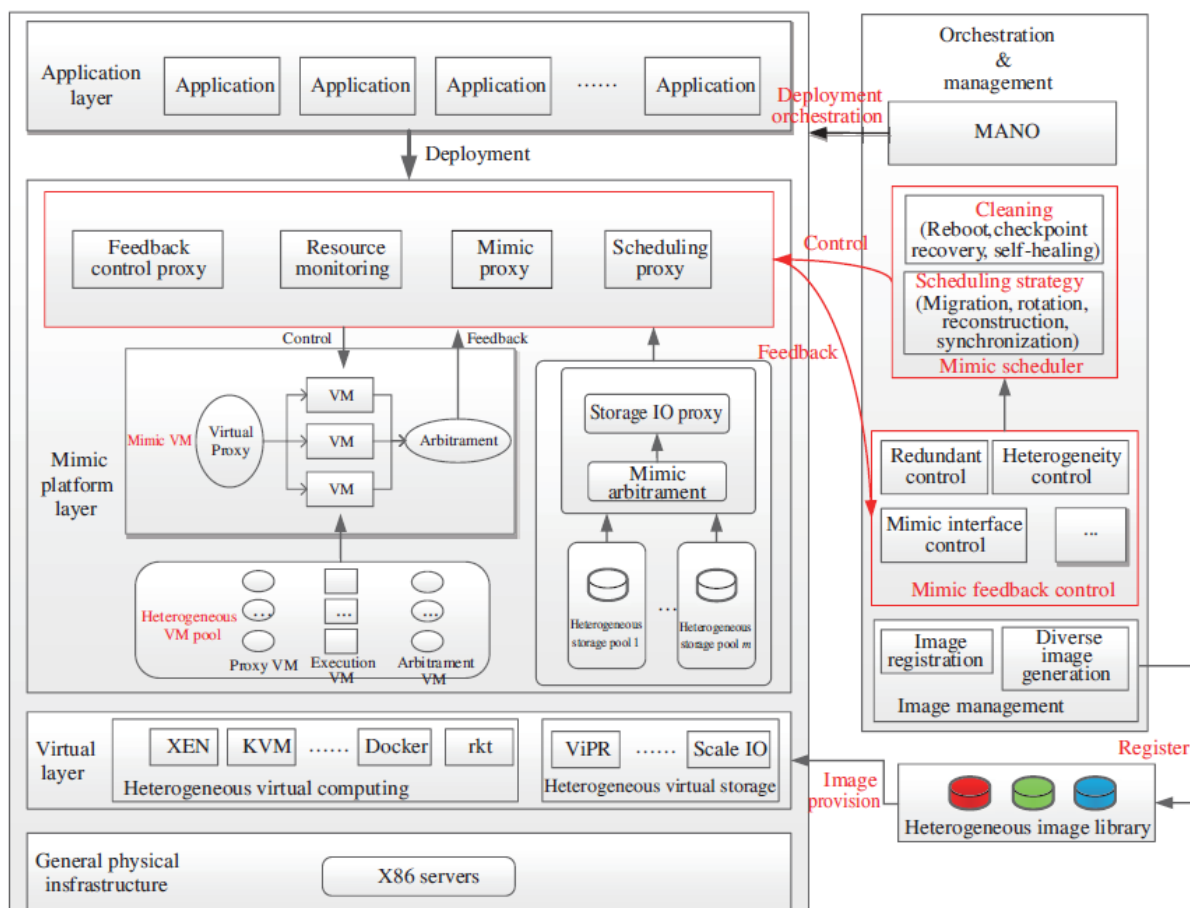 Application
layer
Application
Application
Application
......
Application
Deployment
Deployment
orchestration
Orchestration
&
management
MANO
Feedback
control proxy
Resource
monitoring
Mimic
proxy
Scheduling
proxy
Control
Cleaning
(Reboot,checkpoint
recovery, self-healing)
Scheduling strategy
(Migration, rotation,
reconstruction,
synchronization)
Mimic scheduler
Feedback
Control
Feedback
Mimic
platform
layer
Mimic VM
Virtual
Proxy
VM
VM
VM
Arbitrament
Storage IO proxy
Mimic
arbitrament
Heterogeneous
storage pool 1
...
Heterogeneous
storage pool m
Redundant
control
Heterogeneity
control
Mimic interface
control
...
Mimic feedback control
Heterogeneous
VM pool
...
...
...
Proxy VM
Execution
VM
Arbitrament
VM
Image
registration
Diverse
image
generation
Image management
Virtual
layer
XEN
KVM
......
Docker
rkt
Heterogeneous virtual computing
ViPR
......
Scale IO
Heterogeneous virtual storage
Image
provision
Register
Heterogeneous image library
General physical
insfrastructure
X86 servers